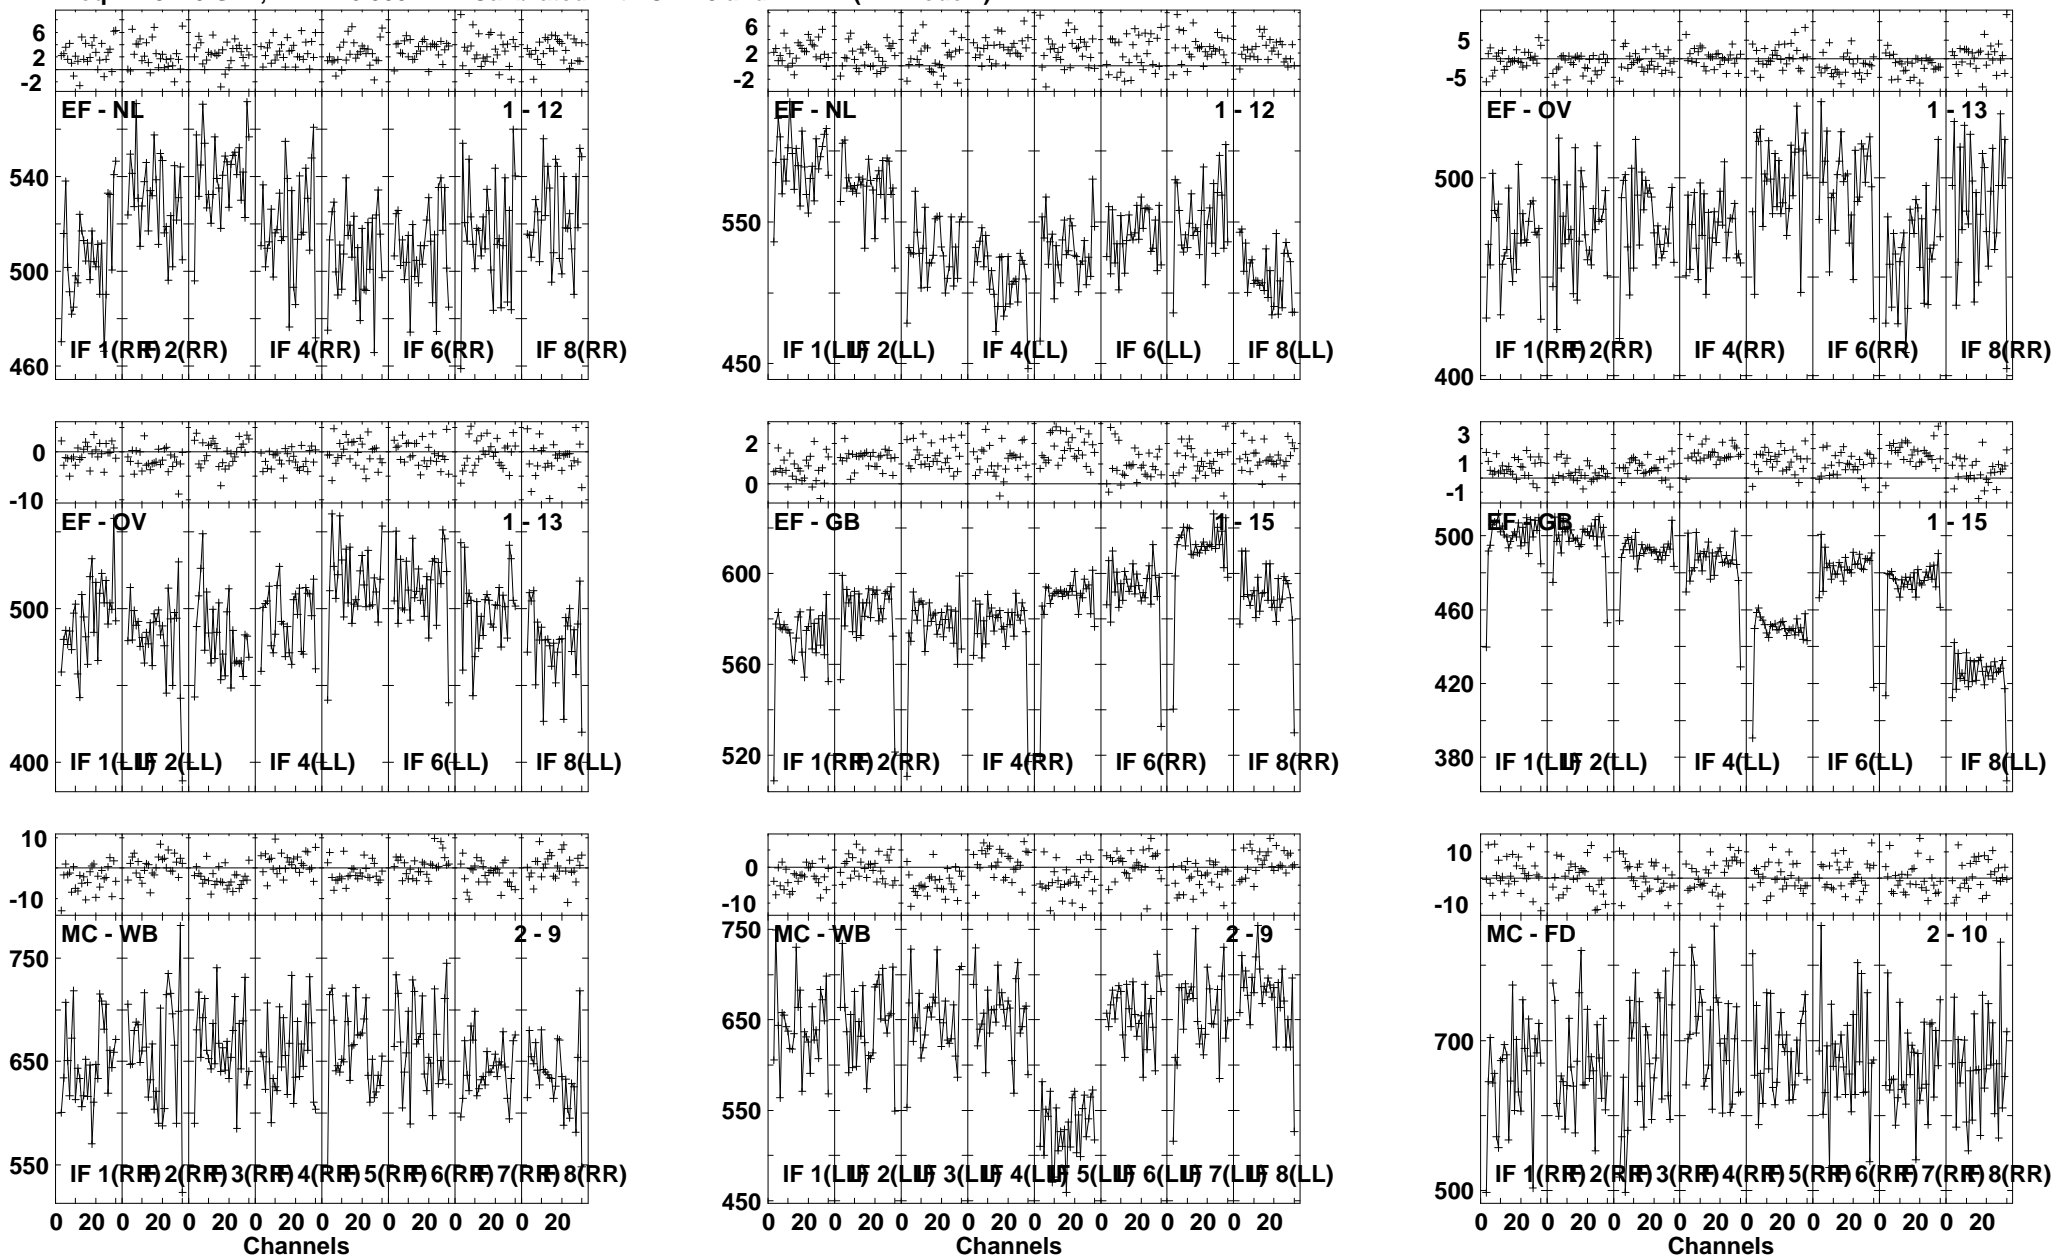 6
2
-2
EF - NL
1 - 12
540
500
460
IF 1(RR)
IF 2(RR)
IF 4(RR)
IF 6(RR)
IF 8(RR)
6
2
-2
EF - NL
1 - 12
550
450
IF 1(LL)
IF 2(LL)
IF 4(LL)
IF 6(LL)
IF 8(LL)
5
-5
EF - OV
1 - 13
500
400
IF 1(RR)
IF 2(RR)
IF 4(RR)
IF 6(RR)
IF 8(RR)
0
-10
EF - OV
1 - 13
500
400
IF 1(LL)
IF 2(LL)
IF 4(LL)
IF 6(LL)
IF 8(LL)
2
0
EF - GB
1 - 15
600
560
520
IF 1(RR)
IF 2(RR)
IF 4(RR)
IF 6(RR)
IF 8(RR)
3
1
-1
EF - GB
1 - 15
500
460
420
380
IF 1(LL)
IF 2(LL)
IF 4(LL)
IF 6(LL)
IF 8(LL)
10
0
-10
MC - WB
2 - 9
750
650
550
IF 1(RR)
IF 2(RR)
IF 3(RR)
IF 4(RR)
IF 5(RR)
IF 6(RR)
IF 7(RR)
IF 8(RR)
0 20 0 20 0 20 0 20 0 20 0 20 0 20 0 20
Channels
0
-10
MC - WB
2 - 9
750
650
550
450
IF 1(LL)
IF 2(LL)
IF 3(LL)
IF 4(LL)
IF 5(LL)
IF 6(LL)
IF 7(LL)
IF 8(LL)
0 20 0 20 0 20 0 20 0 20 0 20 0 20 0 20
Channels
10
0
-10
MC - FD
2 - 10
700
500
IF 1(RR)
IF 2(RR)
IF 3(RR)
IF 4(RR)
IF 5(RR)
IF 6(RR)
IF 7(RR)
IF 8(RR)
0 20 0 20 0 20 0 20 0 20 0 20 0 20 0 20
Channels